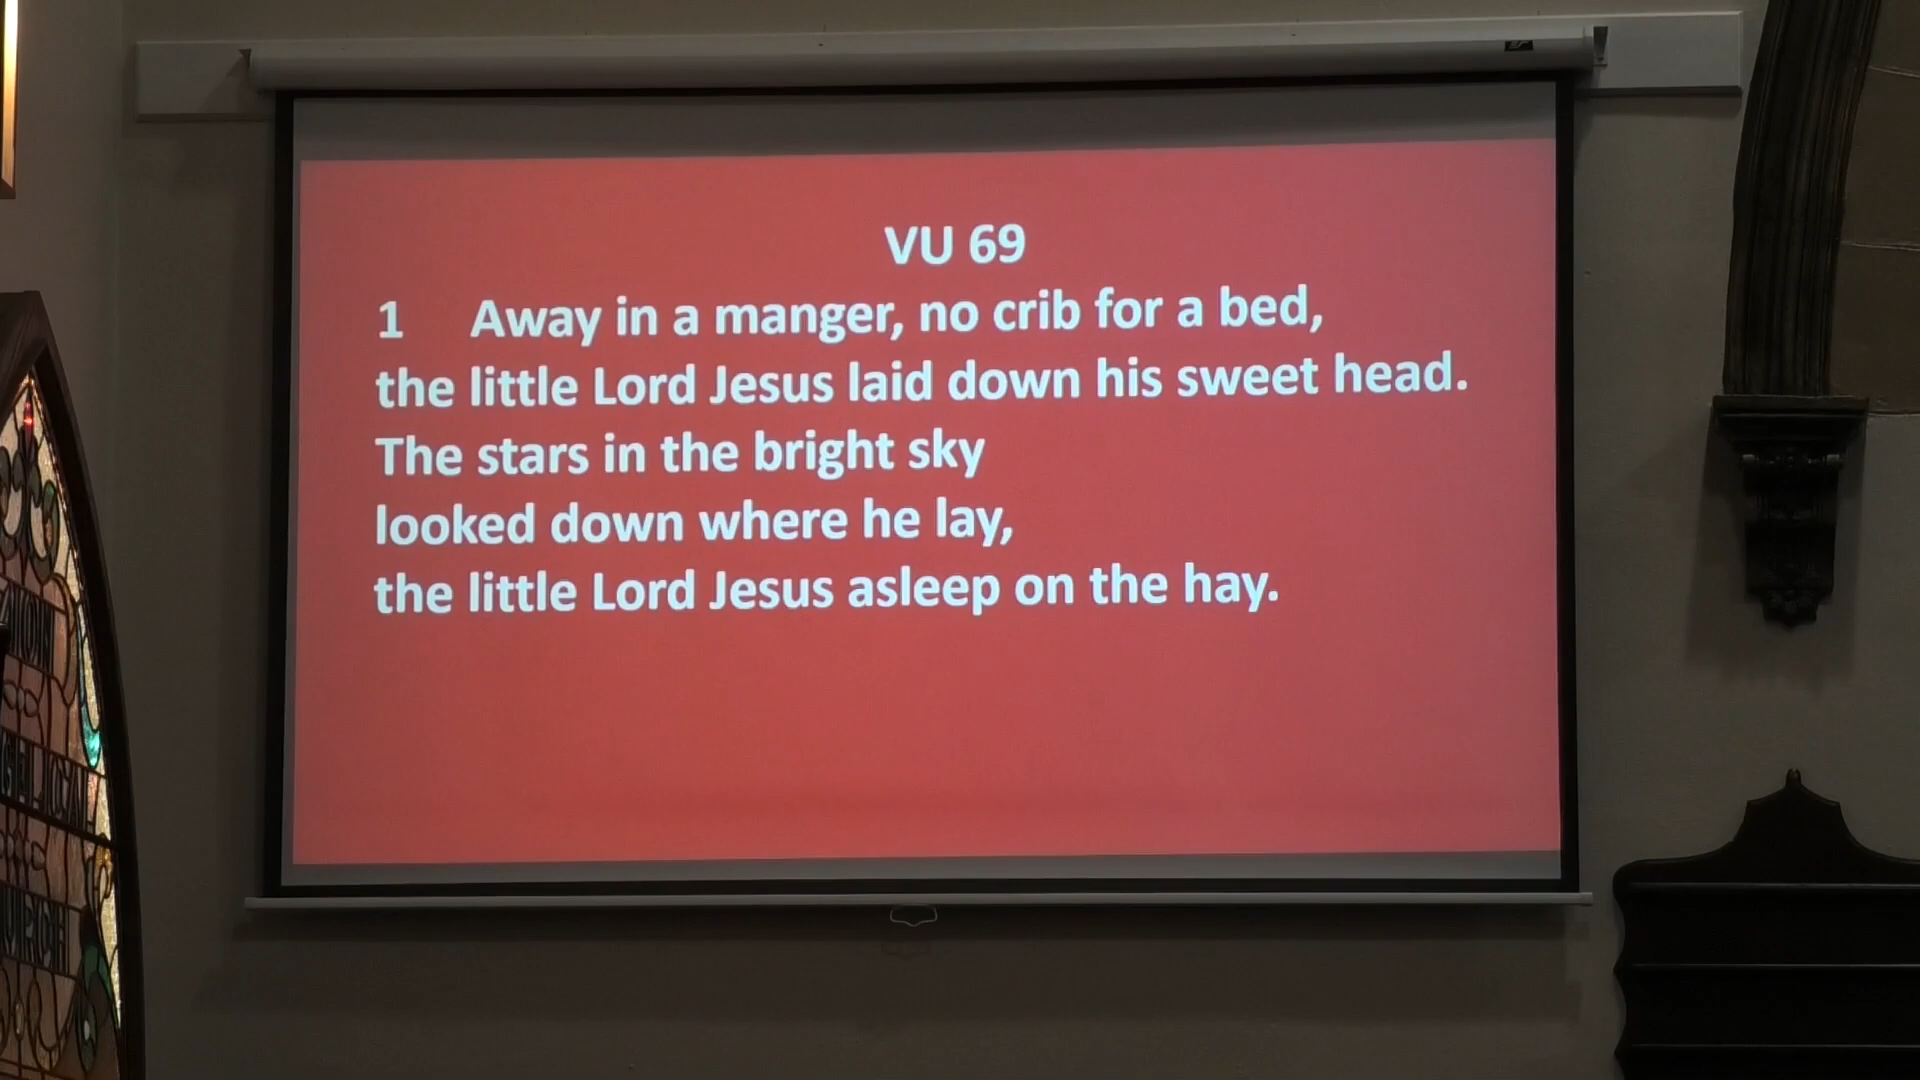 VU 69
1 Away in a manger, no crib for a bed,
the little Lord Jesus laid down his sweet head.
The stars in the bright sky
looked down where he lay,
the little Lord Jesus asleep on the hay.